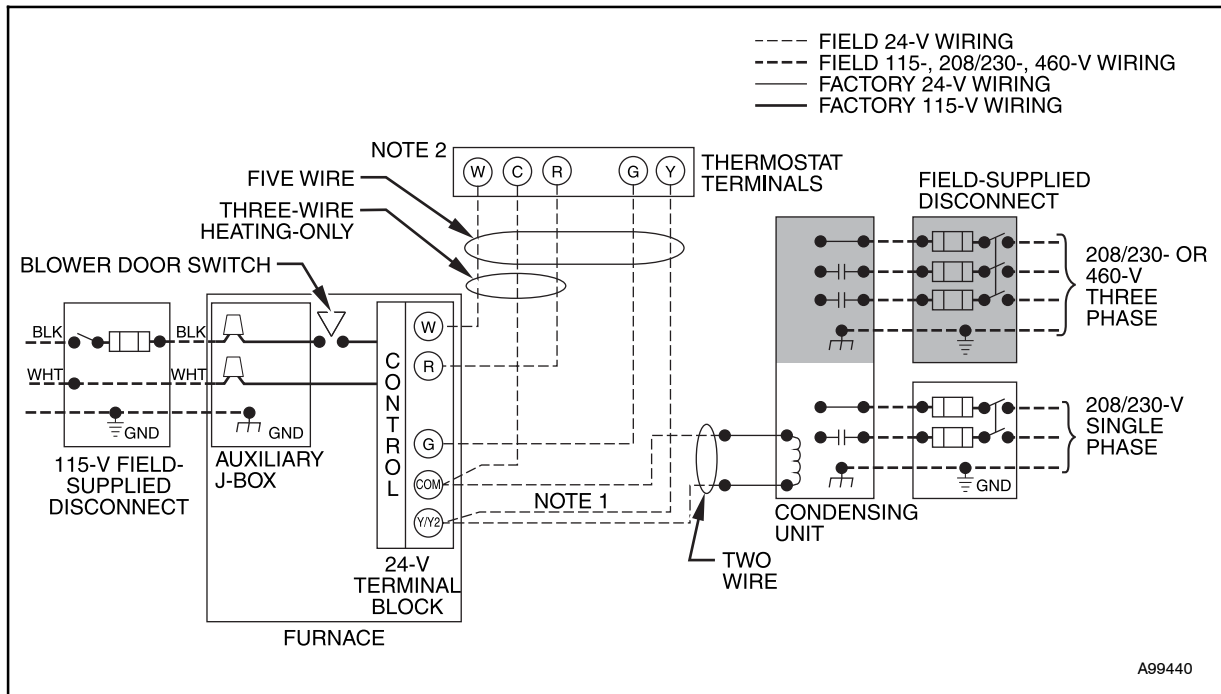 FIELD 24-V WIRING
FIELD 115-, 208/230-, 460-V WIRING
FACTORY 24-V WIRING
FACTORY 115-V WIRING
NOTE 2
W
C
R
G
Y
THERMOSTAT
TERMINALS
FIVE WIRE
THREE-WIRE
HEATING-ONLY
BLOWER DOOR SWITCH
FIELD-SUPPLIED
DISCONNECT
208/230- OR
460-V
THREE
PHASE
BLK
BLK
WHT
WHT
GND
GND
115-V FIELD-
SUPPLIED
DISCONNECT
AUXILIARY
J-BOX
CONTROL
W
R
G
COM
Y/Y2
24-V
TERMINAL
BLOCK
FURNACE
NOTE 1
TWO
WIRE
CONDENSING
UNIT
208/230-V
SINGLE
PHASE
GND
A99440